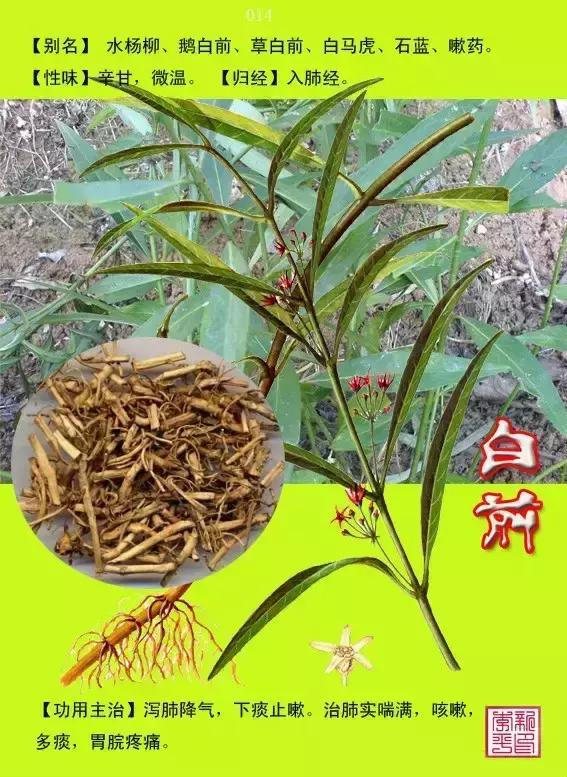 014
【别名】 水杨柳、鹅白前、草白前、白马虎、石蓝、嗽药。
【性味】辛甘，微温。 【归经】入肺经。
白前
【功用主治】泻肺降气，下痰止嗽。治肺实喘满，咳嗽，
多痰，胃脘疼痛。